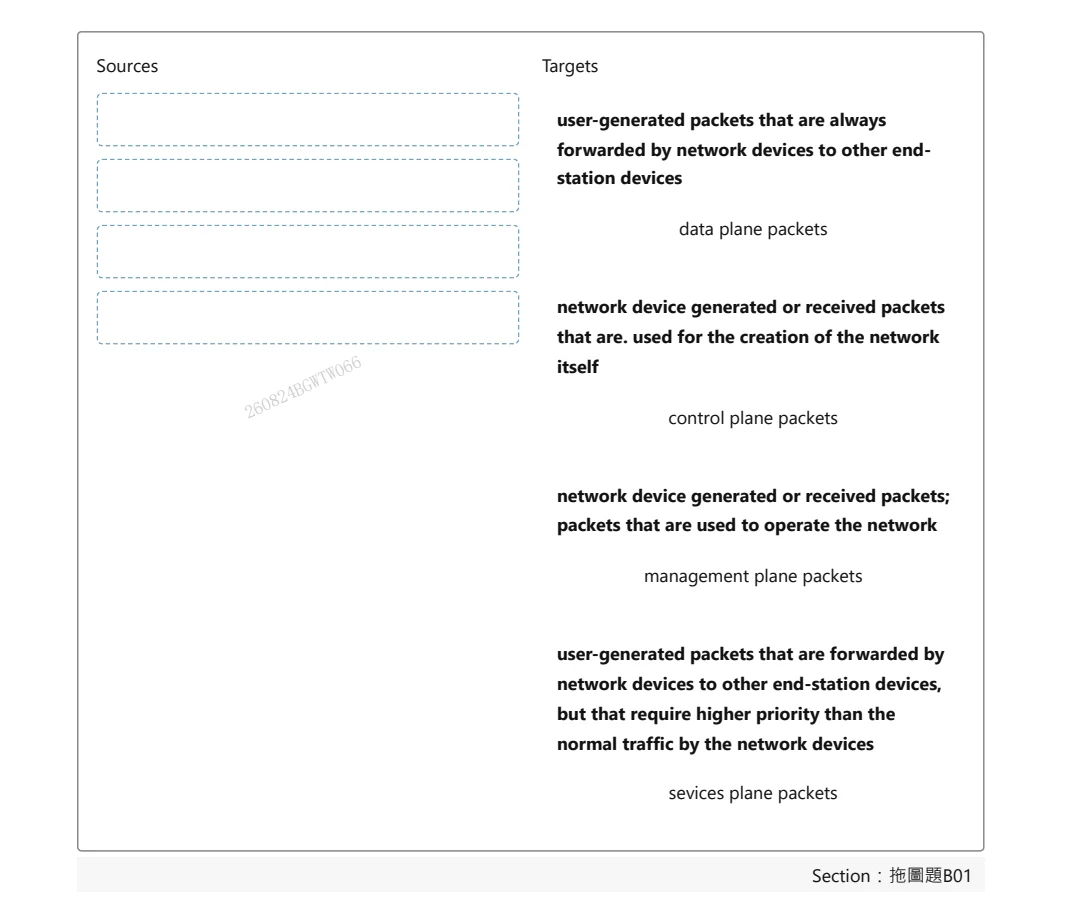 Sources
Targets
user-generated packets that are always
forwarded by network devices to other end-
station devices
data plane packets
network device generated or received packets
that are. used for the creation of the network
itself
control plane packets
260824BGWTW066
network device generated or received packets;
packets that are used to operate the network
management plane packets
user-generated packets that are forwarded by
network devices to other end-station devices,
but that require higher priority than the
normal traffic by the network devices
sevices plane packets
Section：拖圖題B01